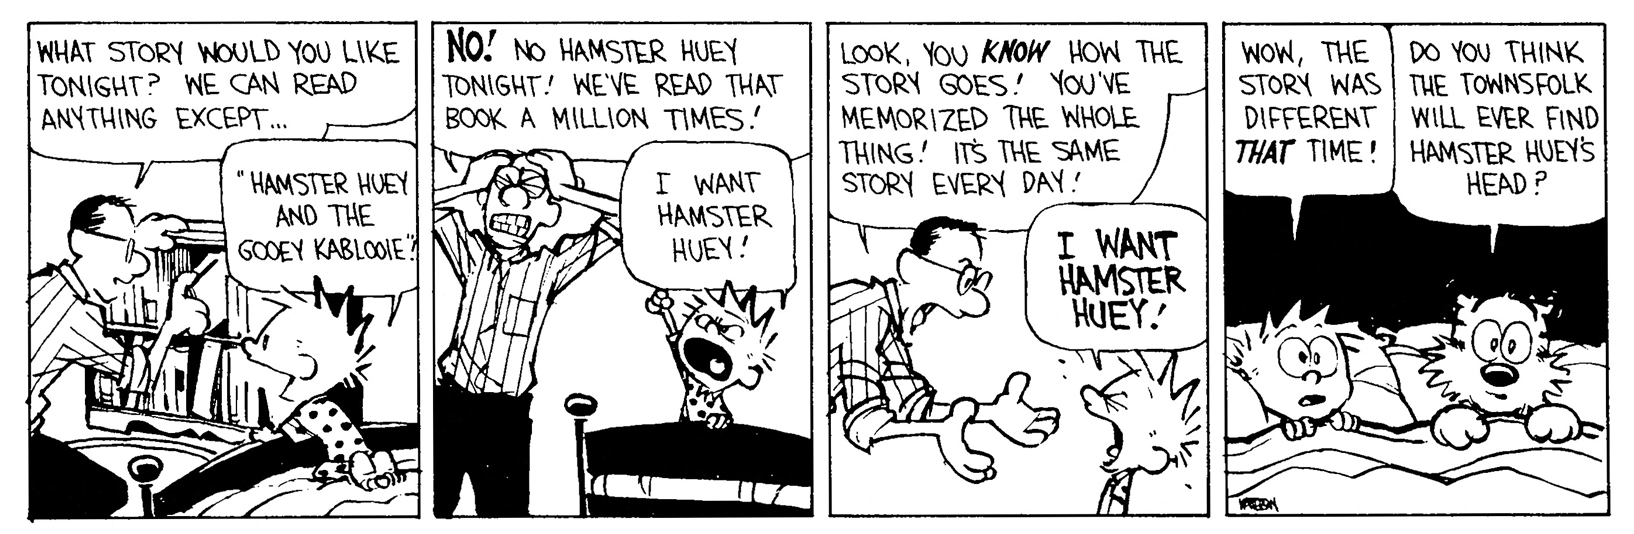 WHAT STORY WOULD YOU LIKE
TONIGHT? WE CAN READ
ANYTHING EXCEPT...
"HAMSTER HUEY
AND THE
GOOEY KABLOOIE"!
NO! NO HAMSTER HUEY
TONIGHT! WE'VE READ THAT
BOOK A MILLION TIMES!
I WANT
HAMSTER
HUEY!
LOOK, YOU KNOW HOW THE
STORY GOES! YOU'VE
MEMORIZED THE WHOLE
THING! IT'S THE SAME
STORY EVERY DAY!
I WANT
HAMSTER
HUEY!
WOW, THE
STORY WAS
DIFFERENT
THAT TIME!
DO YOU THINK
THE TOWNSFOLK
WILL EVER FIND
HAMSTER HUEY'S
HEAD?
WATTERSON